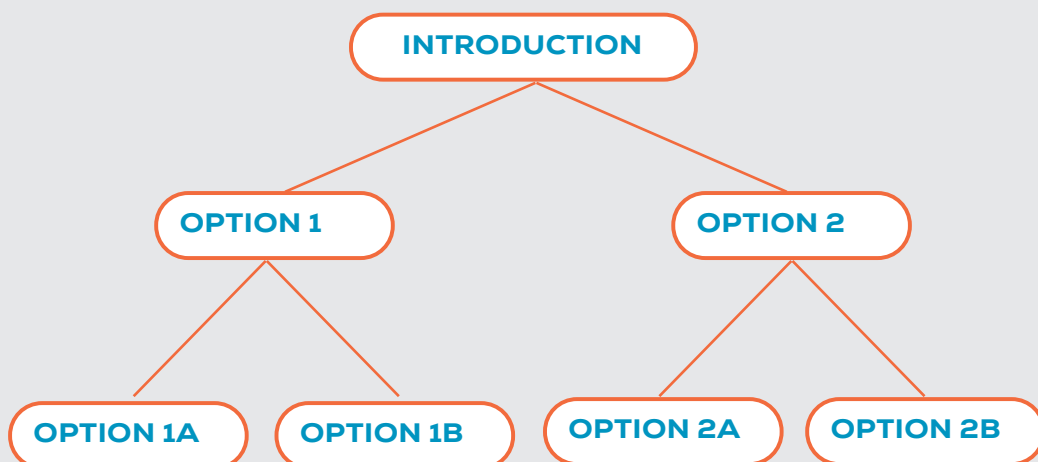 INTRODUCTION
OPTION 1
OPTION 2
OPTION 1A
OPTION 1B
OPTION 2A
OPTION 2B